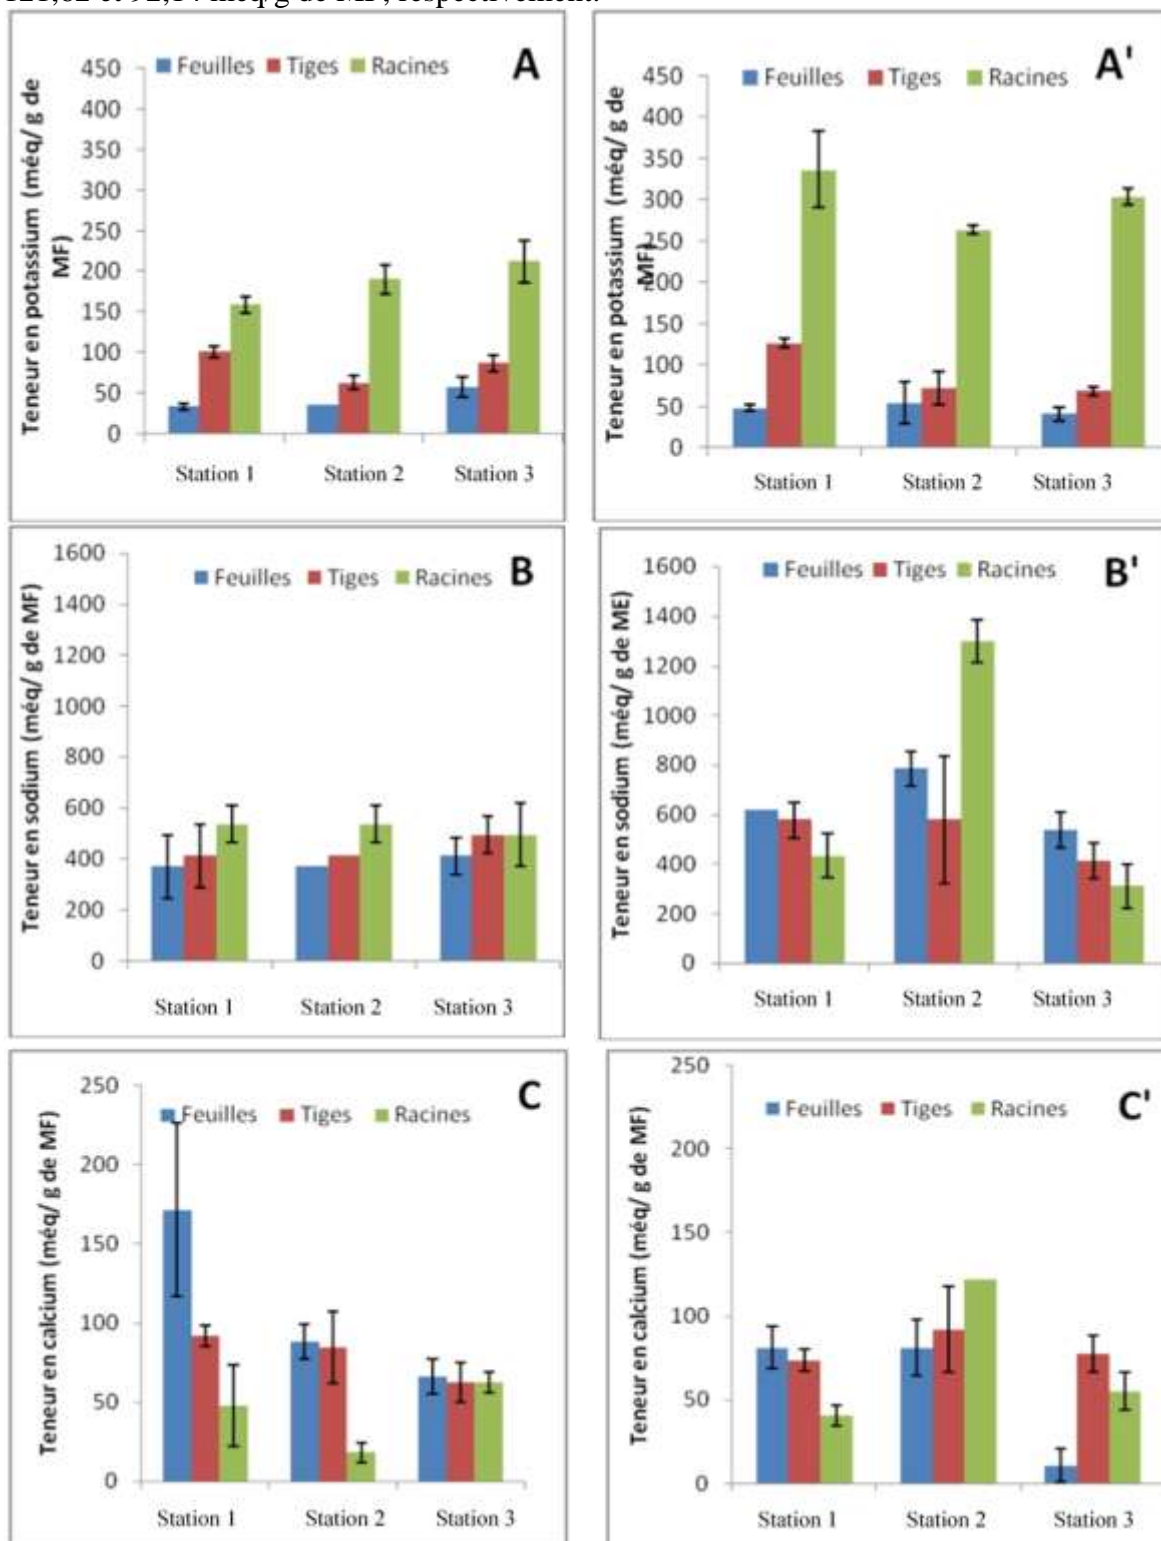 121,82 et 92,14 méq/g de MF, respectivement.
Feuilles Tiges Racines
A
Teneur en potassium (méq/ g de
MF)
450
400
350
300
250
200
150
100
50
0
Station 1 Station 2 Station 3
Feuilles Tiges Racines
A'
Teneur en potassium (méq/ g de
MF)
450
400
350
300
250
200
150
100
50
0
Station 1 Station 2 Station 3
Feuilles Tiges Racines
B
Teneur en sodium (méq/ g de MF)
1600
1400
1200
1000
800
600
400
200
0
Station 1 Station 2 Station 3
Feuilles Tiges Racines
B'
Teneur en sodium (méq/ g de ME)
1600
1400
1200
1000
800
600
400
200
0
Station 1 Station 2 Station 3
Feuilles Tiges Racines
C
Teneur en calcium (méq/ g de MF)
250
200
150
100
50
0
Station 1 Station 2 Station 3
Feuilles Tiges Racines
C'
Teneur en calcium (méq/ g de MF)
250
200
150
100
50
0
Station 1 Station 2 Station 3